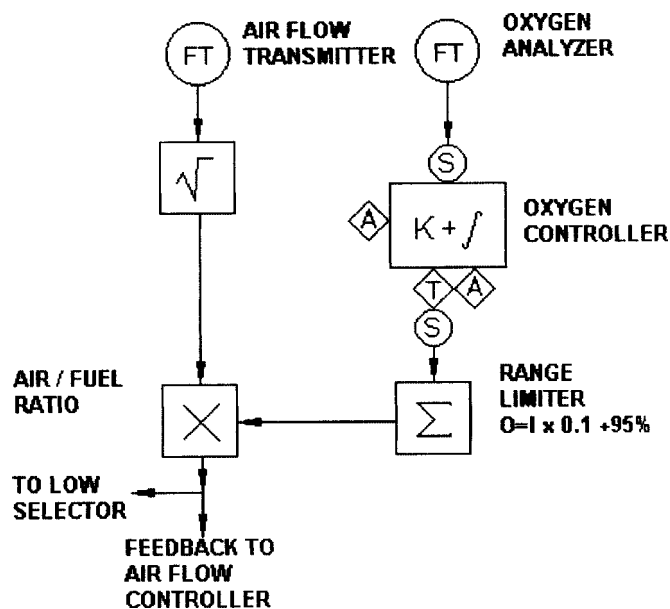 AIR FLOW
TRANSMITTER
FT
OXYGEN
ANALYZER
FT
√
S
A
K + ∫
OXYGEN
CONTROLLER
T
A
S
AIR / FUEL
RATIO
×
Σ
RANGE
LIMITER
O=I x 0.1 +95%
TO LOW
SELECTOR
FEEDBACK TO
AIR FLOW
CONTROLLER